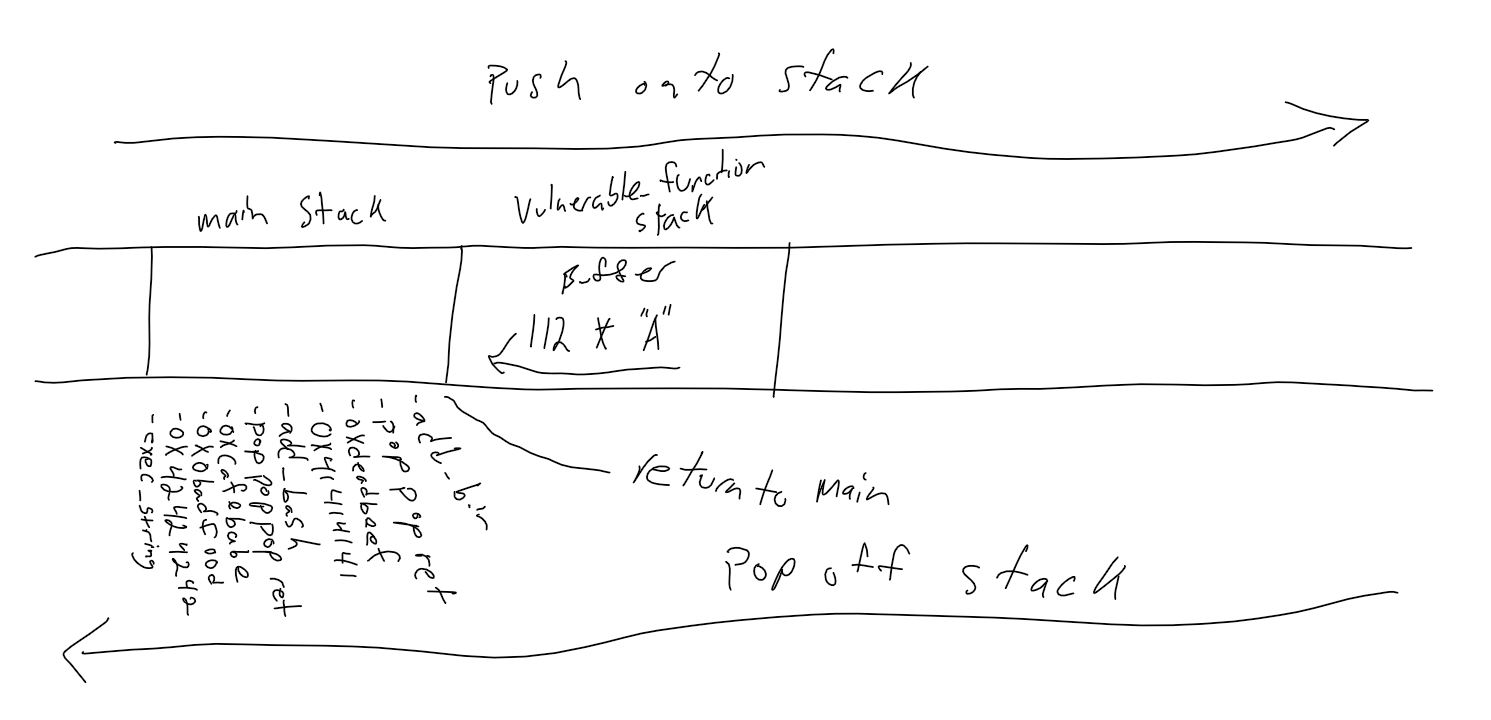 Push onto stack
main Stack
Vulnerable_function
stack
Buffer
112 * "A"
-add_bin
-pop pop ret
-0xdeadbeef
-0x41414141
-add_bash
-pop pop pop ret
-0xcafebabe
-0x0badf00d
-0x42424242
-exec_string
return to main
Pop off stack